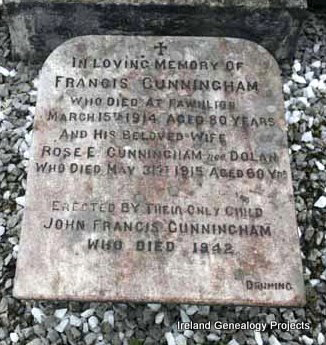 IN LOVING MEMORY OF
FRANCIS CUNNINGHAM
WHO DIED AT FAWNLION
MARCH 15TH 1914 AGED 80 YEARS
AND HIS BELOVED WIFE
ROSE E. CUNNINGHAM NEE DOLAN
WHO DIED MAY 31ST 1915 AGED 60 YRS
ERECTED BY THEIR ONLY CHILD
JOHN FRANCIS CUNNINGHAM
WHO DIED 1942
DENNING
Ireland Genealogy Projects